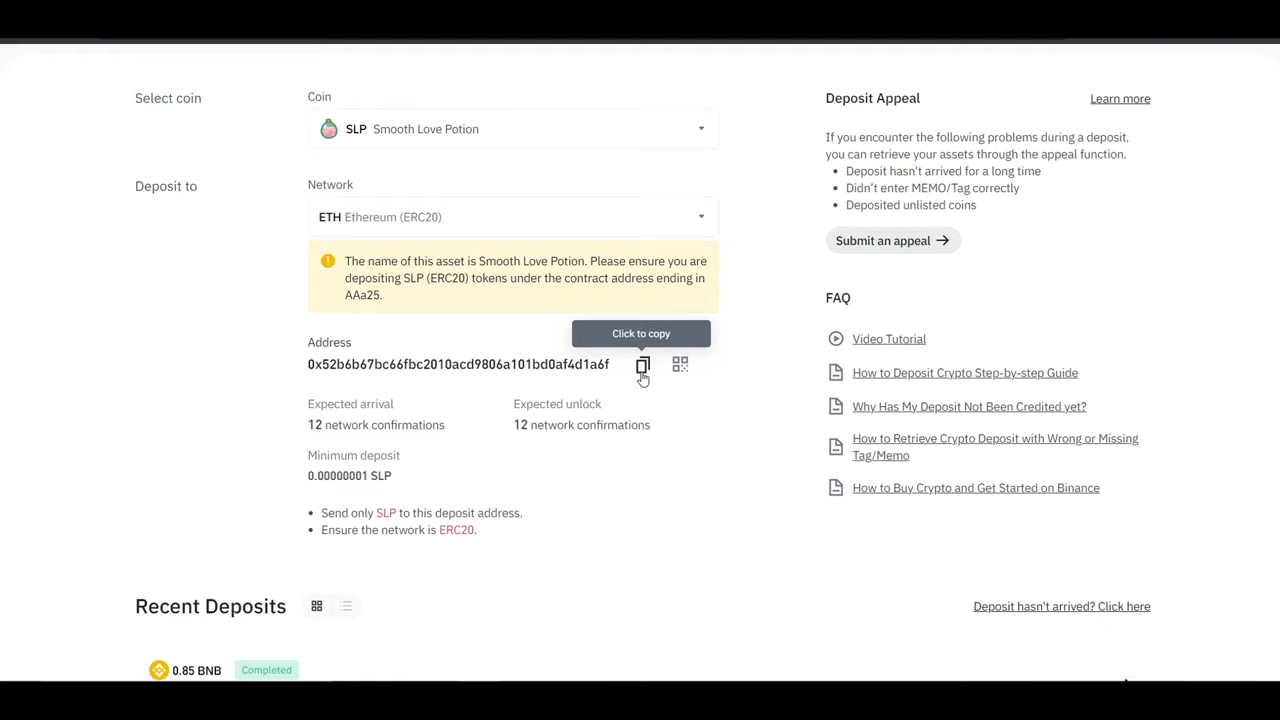 Select coin
Coin
SLP Smooth Love Potion
Deposit to
Network
ETH Ethereum (ERC20)
The name of this asset is Smooth Love Potion. Please ensure you are
depositing SLP (ERC20) tokens under the contract address ending in
AAa25.
Click to copy
Address
0x52b6b67bc66fbc2010acd9806a101bd0af4d1a6f
Expected arrival
12 network confirmations
Expected unlock
12 network confirmations
Minimum deposit
0.00000001 SLP
• Send only SLP to this deposit address.
• Ensure the network is ERC20.
Deposit Appeal
Learn more
If you encounter the following problems during a deposit,
you can retrieve your assets through the appeal function.
• Deposit hasn't arrived for a long time
• Didn't enter MEMO/Tag correctly
• Deposited unlisted coins
Submit an appeal →
FAQ
Video Tutorial
How to Deposit Crypto Step-by-step Guide
Why Has My Deposit Not Been Credited yet?
How to Retrieve Crypto Deposit with Wrong or Missing
Tag/Memo
How to Buy Crypto and Get Started on Binance
Recent Deposits
Deposit hasn't arrived? Click here
0.85 BNB Completed